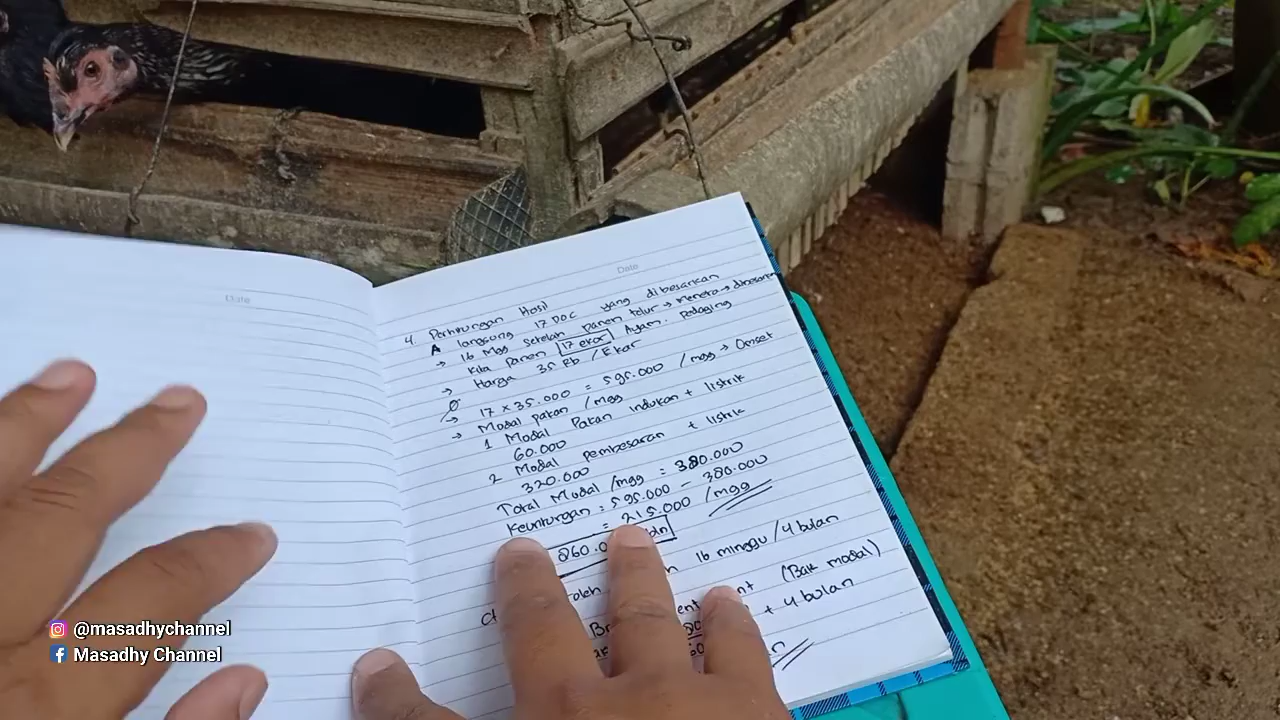 Date
Date
4. Perhitungan Hasil
A langsung 17 DOC yang dibesarkan
→ 16 Mgg setelah panen telur → menetas → dibesarkan
Kita Panen 17 ekor Ayam Pedaging
→ Harga 35 Rb / Ekor
→ 17 x 35.000 = 595.000 /mgg → Omset
→ Modal pakan /mgg
1 Modal Pakan indukan + listrik
60.000
2 Modal pembesaran + listrik
320.000
Total Modal /mgg = 380.000
Keuntungan = 595.000 - 380.000
= 215.000 /mgg
860.0
16 minggu / 4 bulan
(Bak modal)
+ 4 bulan
@masadhychannel
Masadhy Channel